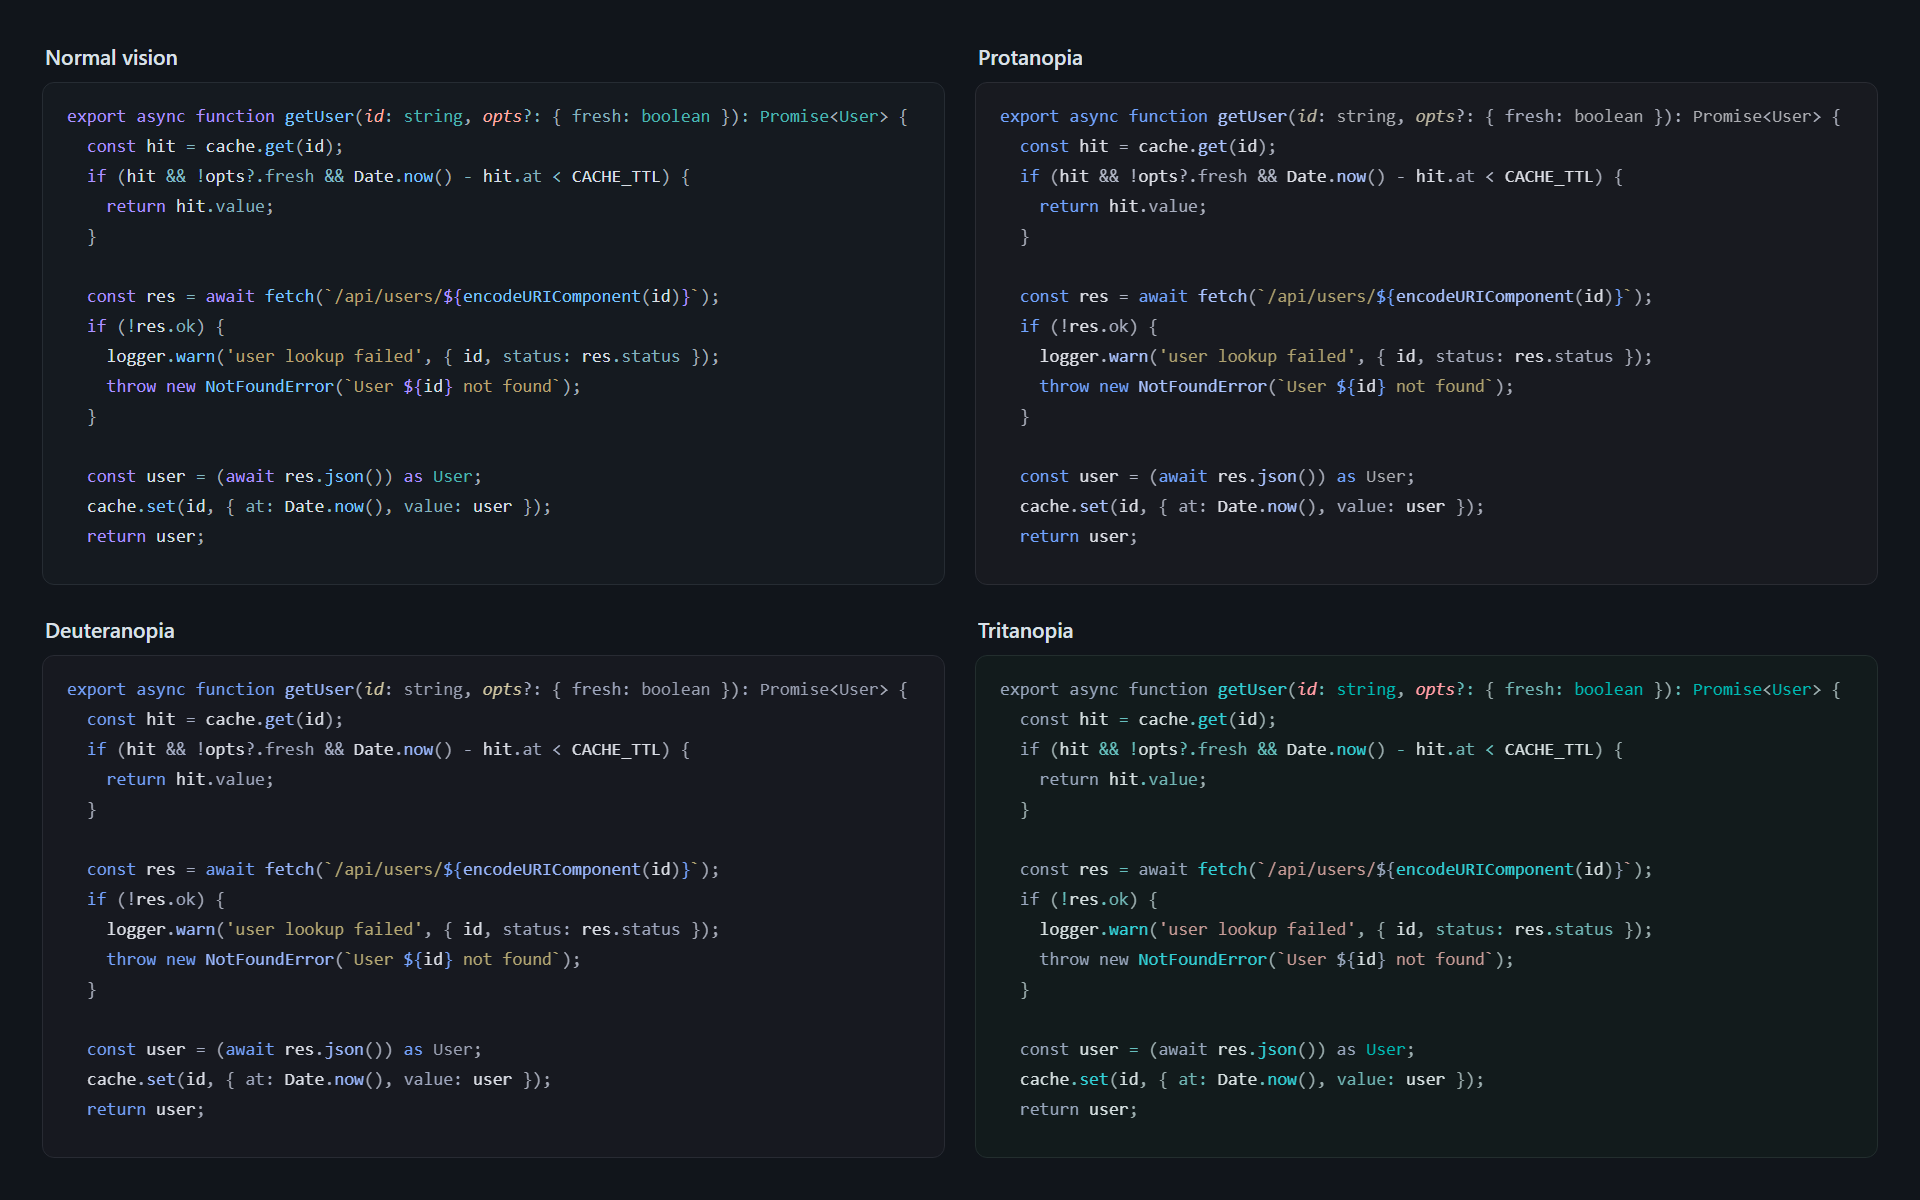 Normal vision
export async function getUser(id: string, opts?: { fresh: boolean }): Promise<User> {
  const hit = cache.get(id);
  if (hit && !opts?.fresh && Date.now() - hit.at < CACHE_TTL) {
    return hit.value;
  }

  const res = await fetch(`/api/users/${encodeURIComponent(id)}`);
  if (!res.ok) {
    logger.warn('user lookup failed', { id, status: res.status });
    throw new NotFoundError(`User ${id} not found`);
  }

  const user = (await res.json()) as User;
  cache.set(id, { at: Date.now(), value: user });
  return user;
Protanopia
export async function getUser(id: string, opts?: { fresh: boolean }): Promise<User> {
  const hit = cache.get(id);
  if (hit && !opts?.fresh && Date.now() - hit.at < CACHE_TTL) {
    return hit.value;
  }

  const res = await fetch(`/api/users/${encodeURIComponent(id)}`);
  if (!res.ok) {
    logger.warn('user lookup failed', { id, status: res.status });
    throw new NotFoundError(`User ${id} not found`);
  }

  const user = (await res.json()) as User;
  cache.set(id, { at: Date.now(), value: user });
  return user;
Deuteranopia
export async function getUser(id: string, opts?: { fresh: boolean }): Promise<User> {
  const hit = cache.get(id);
  if (hit && !opts?.fresh && Date.now() - hit.at < CACHE_TTL) {
    return hit.value;
  }

  const res = await fetch(`/api/users/${encodeURIComponent(id)}`);
  if (!res.ok) {
    logger.warn('user lookup failed', { id, status: res.status });
    throw new NotFoundError(`User ${id} not found`);
  }

  const user = (await res.json()) as User;
  cache.set(id, { at: Date.now(), value: user });
  return user;
Tritanopia
export async function getUser(id: string, opts?: { fresh: boolean }): Promise<User> {
  const hit = cache.get(id);
  if (hit && !opts?.fresh && Date.now() - hit.at < CACHE_TTL) {
    return hit.value;
  }

  const res = await fetch(`/api/users/${encodeURIComponent(id)}`);
  if (!res.ok) {
    logger.warn('user lookup failed', { id, status: res.status });
    throw new NotFoundError(`User ${id} not found`);
  }

  const user = (await res.json()) as User;
  cache.set(id, { at: Date.now(), value: user });
  return user;